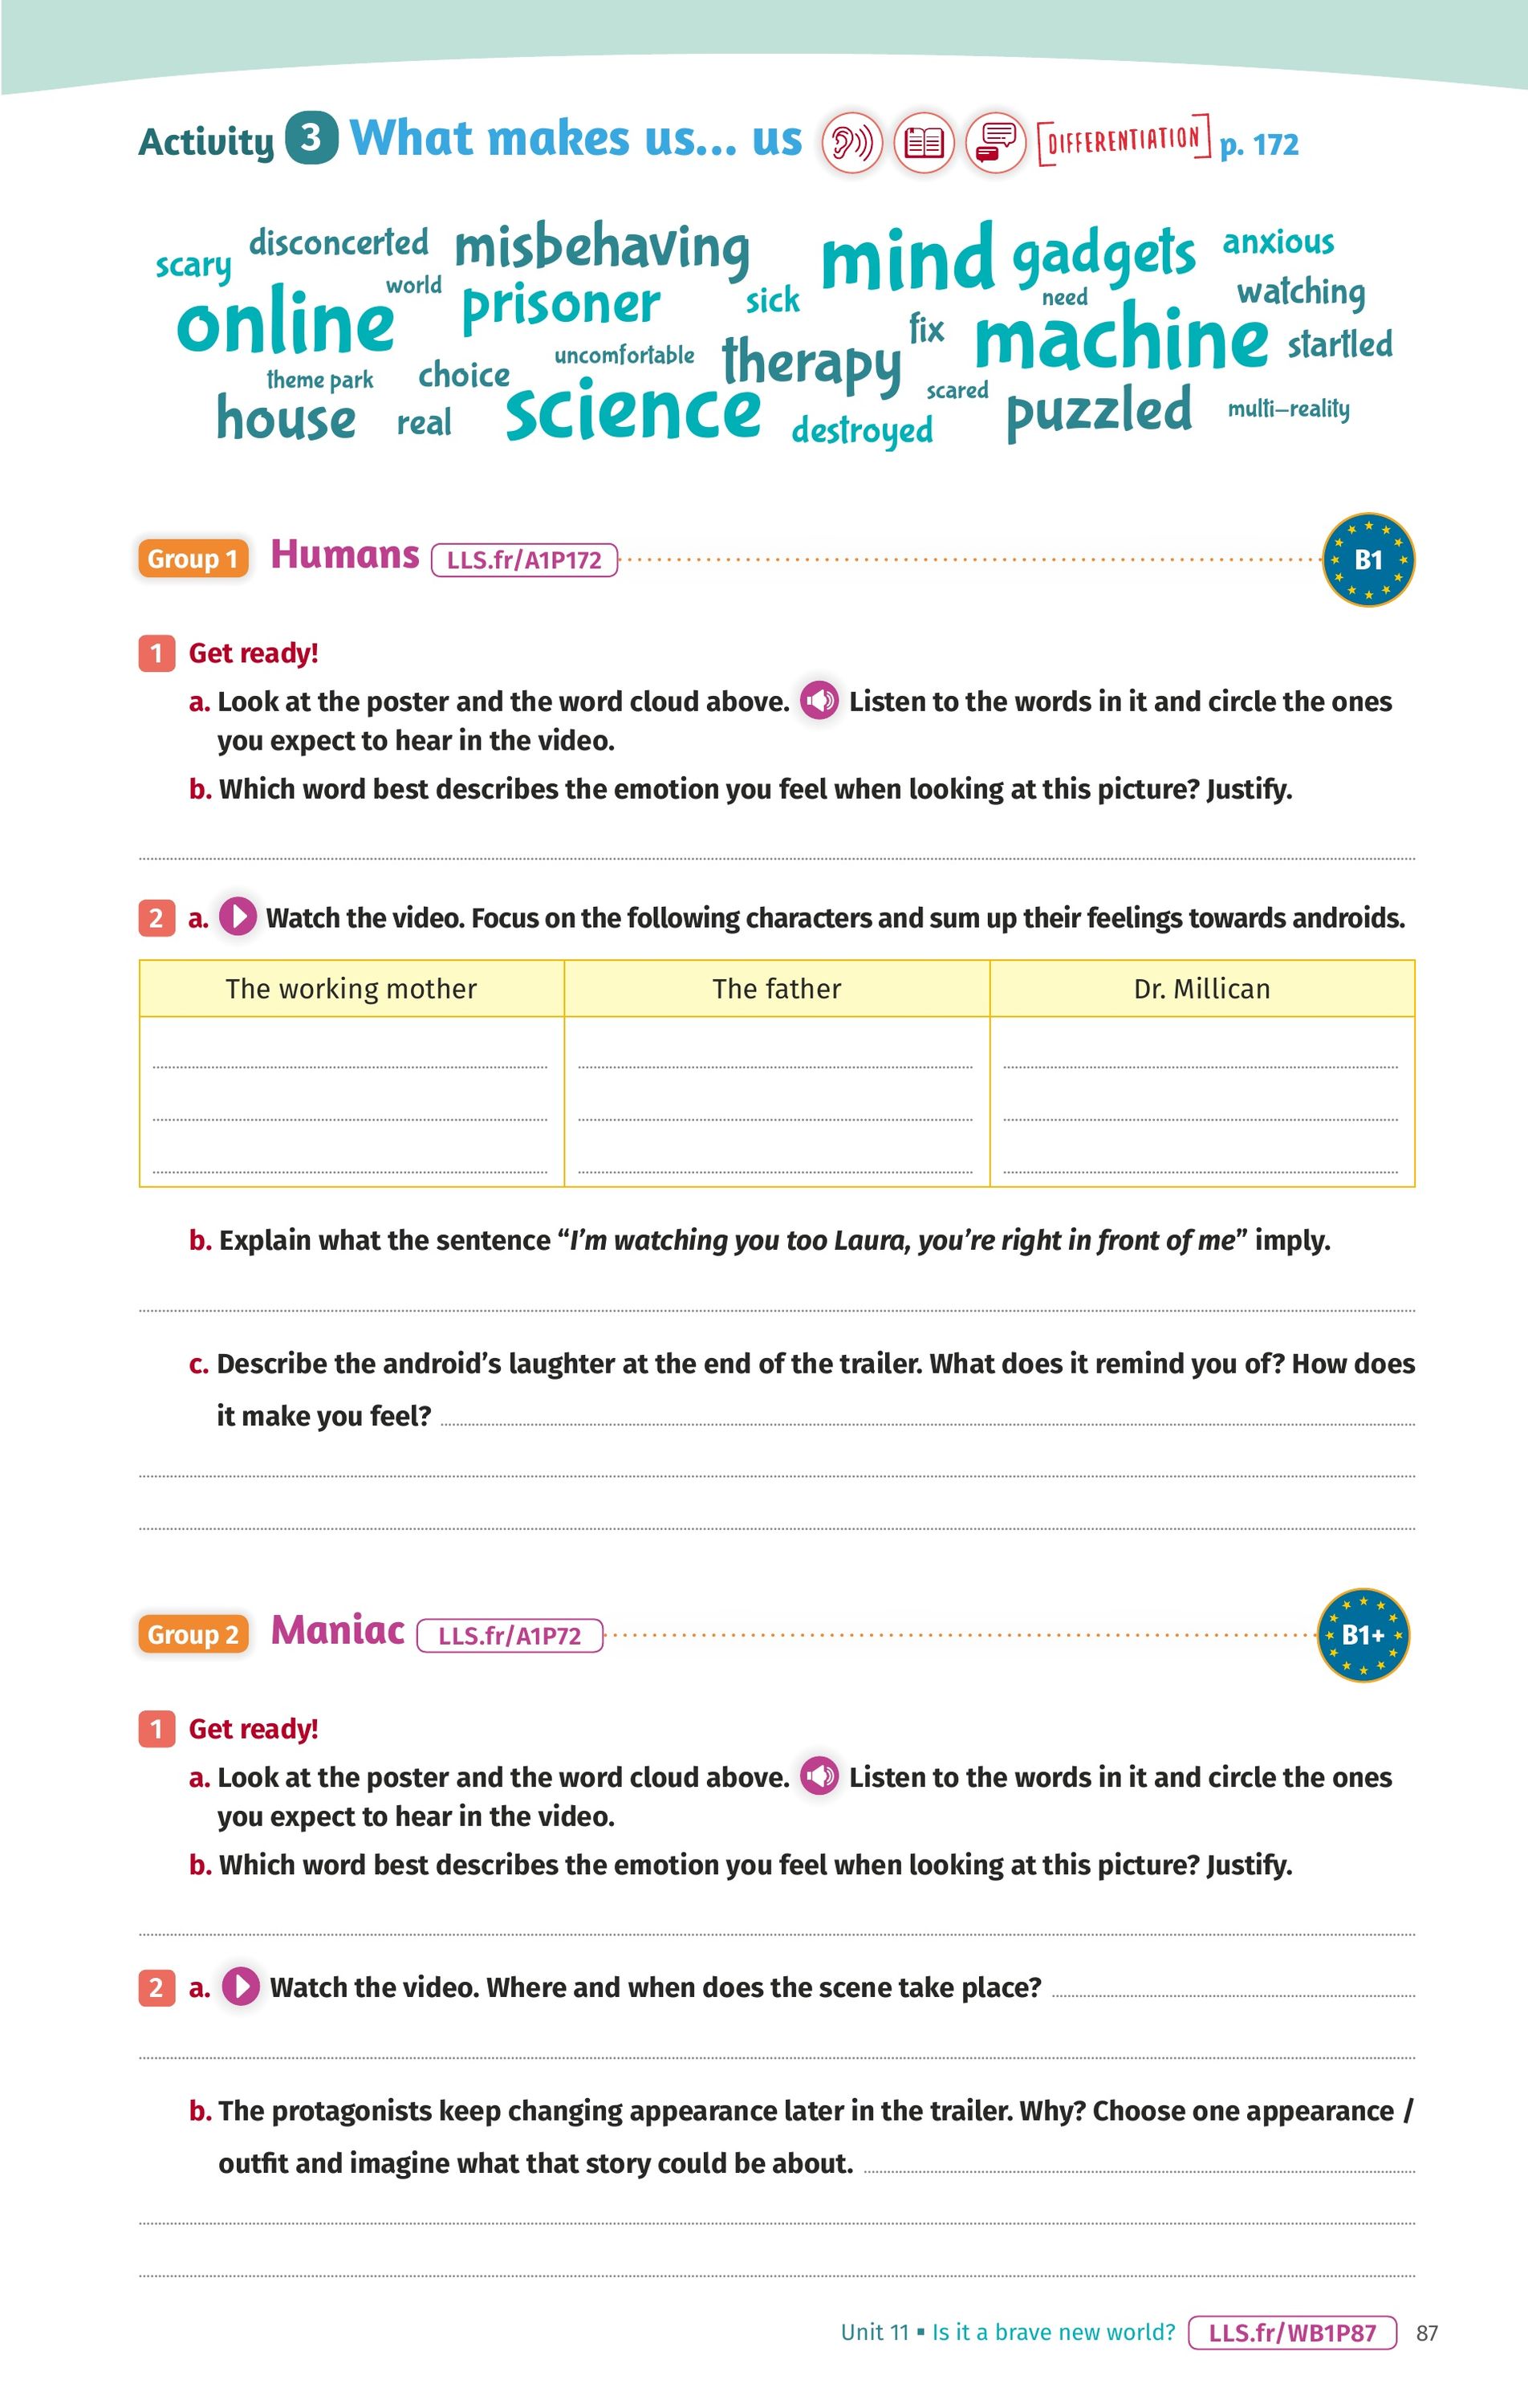 Activity 3 What makes us... us [DIFFERENTIATION] p. 172
scary disconcerted misbehaving mind gadgets anxious
world online prisoner sick need watching
theme park choice uncomfortable therapy fix machine startled
house real science destroyed scared puzzled multi-reality
Group 1 Humans LLS.fr/A1P172 B1
1 Get ready!
a. Look at the poster and the word cloud above. Listen to the words in it and circle the ones
you expect to hear in the video.
b. Which word best describes the emotion you feel when looking at this picture? Justify.
2 a. Watch the video. Focus on the following characters and sum up their feelings towards androids.
The working mother The father Dr. Millican
b. Explain what the sentence “I’m watching you too Laura, you’re right in front of me” imply.
c. Describe the android’s laughter at the end of the trailer. What does it remind you of? How does
it make you feel?
Group 2 Maniac LLS.fr/A1P72 B1+
1 Get ready!
a. Look at the poster and the word cloud above. Listen to the words in it and circle the ones
you expect to hear in the video.
b. Which word best describes the emotion you feel when looking at this picture? Justify.
2 a. Watch the video. Where and when does the scene take place?
b. The protagonists keep changing appearance later in the trailer. Why? Choose one appearance /
outfit and imagine what that story could be about.
Unit 11 ▪ Is it a brave new world? LLS.fr/WB1P87 87